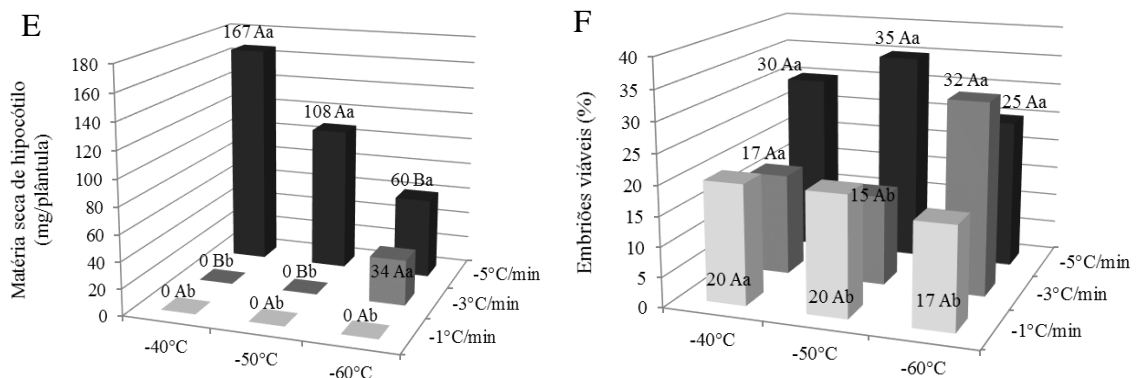 E
Matéria seca de hipocótilo
(mg/plântula)
180
160
140
120
100
80
60
40
20
0
167 Aa
108 Aa
60 Ba
0 Bb
0 Bb
34 Aa
0 Ab
0 Ab
0 Ab
-40°C
-50°C
-60°C
-5°C/min
-3°C/min
-1°C/min
F
Embriões viáveis (%)
40
35
30
25
20
15
10
5
0
30 Aa
35 Aa
25 Aa
17 Aa
15 Ab
32 Aa
20 Aa
20 Ab
17 Ab
-40°C
-50°C
-60°C
-5°C/min
-3°C/min
-1°C/min